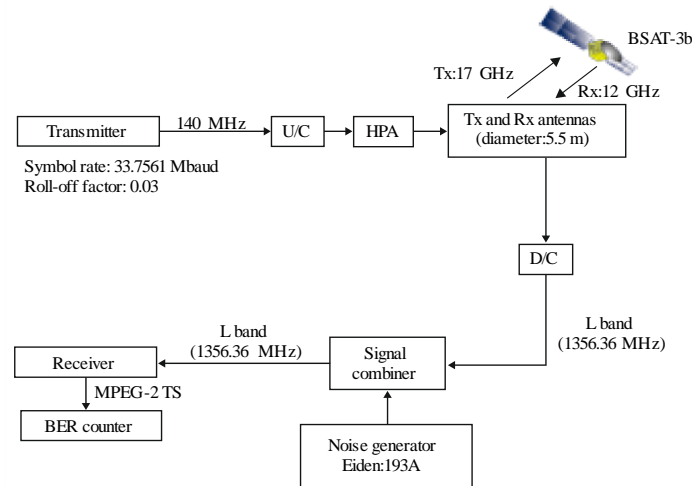 BSAT-3b
Tx:17 GHz
Rx:12 GHz
Transmitter
140 MHz
U/C
HPA
Tx and Rx antennas
(diameter:5.5 m)
Symbol rate: 33.7561 Mbaud
Roll-off factor: 0.03
D/C
L band
(1356.36 MHz)
L band
(1356.36 MHz)
Receiver
Signal
combiner
MPEG-2 TS
BER counter
Noise generator
Eiden:193A